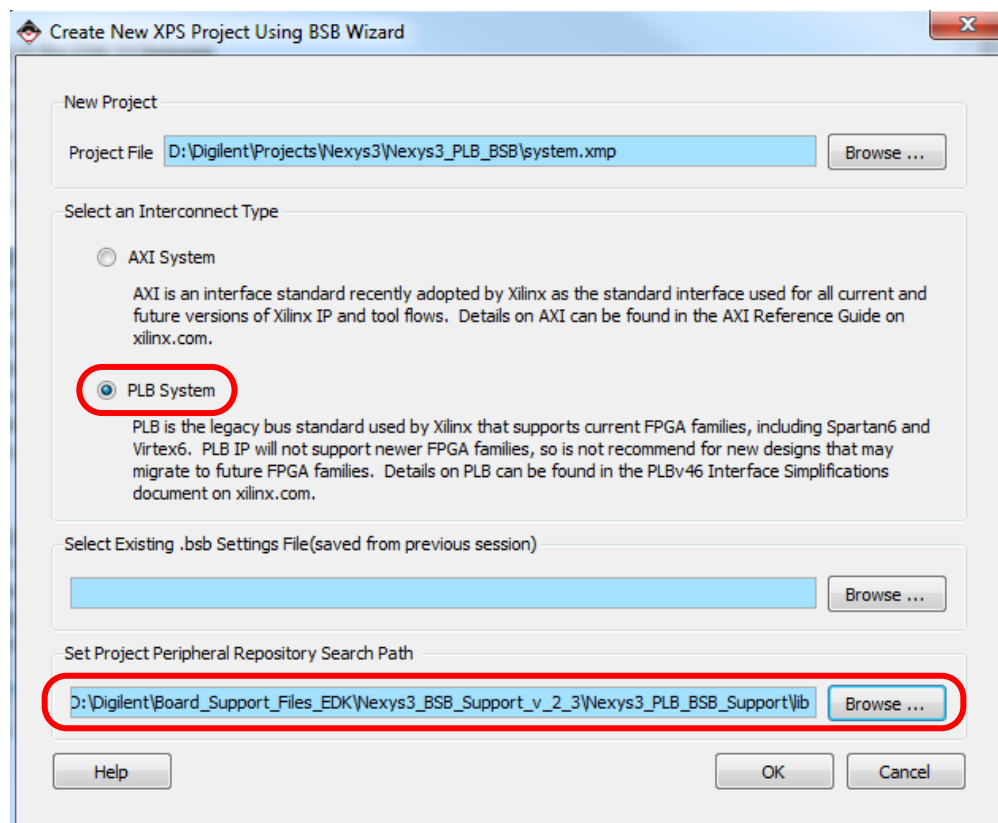 Create New XPS Project Using BSB Wizard
x
New Project
Project File D:\Digilent\Projects\Nexys3\Nexys3_PLB_BSB\system.xmp Browse ...
Select an Interconnect Type
AXI System
AXI is an interface standard recently adopted by Xilinx as the standard interface used for all current and
future versions of Xilinx IP and tool flows. Details on AXI can be found in the AXI Reference Guide on
xilinx.com.
PLB System
PLB is the legacy bus standard used by Xilinx that supports current FPGA families, including Spartan6 and
Virtex6. PLB IP will not support newer FPGA families, so is not recommend for new designs that may
migrate to future FPGA families. Details on PLB can be found in the PLBv46 Interface Simplifications
document on xilinx.com.
Select Existing .bsb Settings File(saved from previous session)
Browse ...
Set Project Peripheral Repository Search Path
D:\Digilent\Board_Support_Files_EDK\Nexys3_BSB_Support_v_2_3\Nexys3_PLB_BSB_Support\lib Browse ...
Help OK Cancel